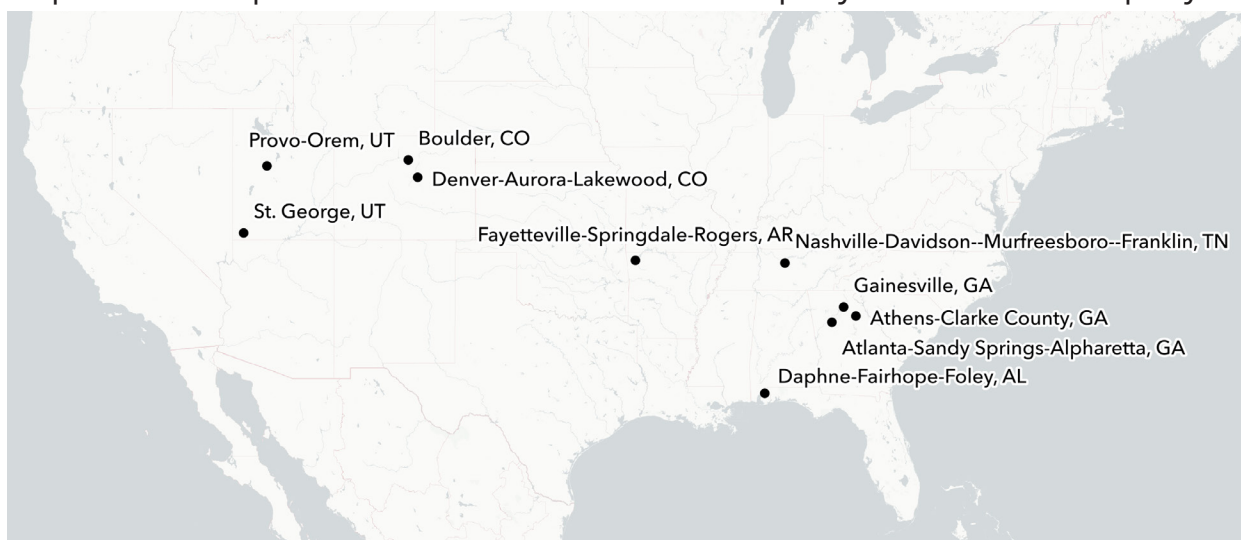 Provo-Orem, UT
Boulder, CO
Denver-Aurora-Lakewood, CO
St. George, UT
Fayetteville-Springdale-Rogers, AR
Nashville-Davidson--Murfreesboro--Franklin, TN
Gainesville, GA
Athens-Clarke County, GA
Atlanta-Sandy Springs-Alpharetta, GA
Daphne-Fairhope-Foley, AL